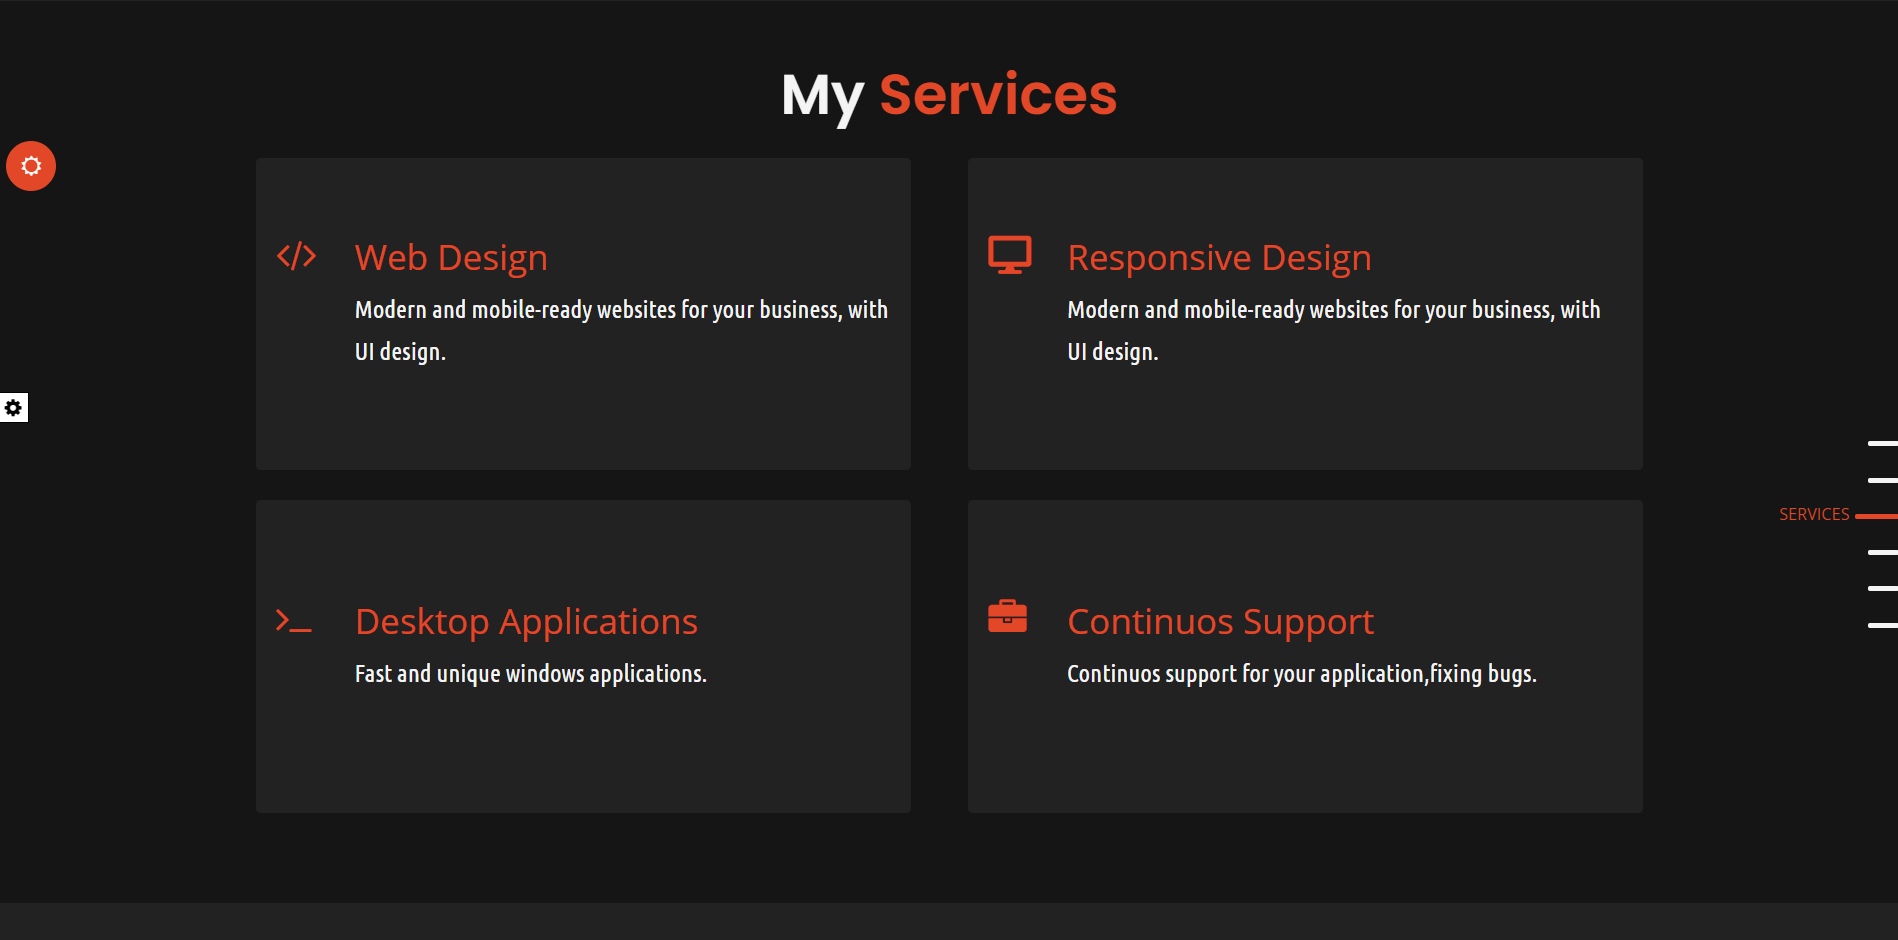 My Services
Web Design
Modern and mobile-ready websites for your business, with
UI design.
Responsive Design
Modern and mobile-ready websites for your business, with
UI design.
SERVICES
Desktop Applications
Fast and unique windows applications.
Continuos Support
Continuos support for your application,fixing bugs.